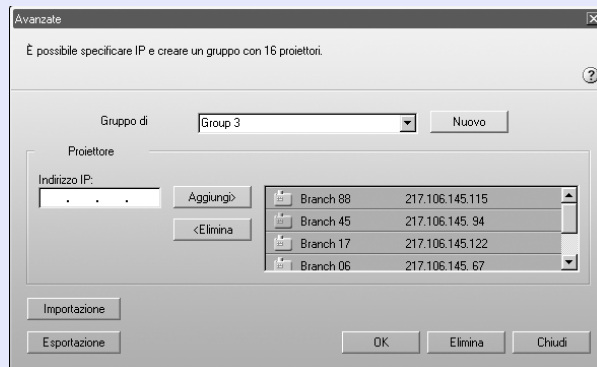 Avanzate
È possibile specificare IP e creare un gruppo con 16 proiettori.
Gruppo di
Group 3
Nuovo
Proiettore
Indirizzo IP:
. . .
Aggiungi>
<Elimina
Branch 88 217.106.145.115
Branch 45 217.106.145. 94
Branch 17 217.106.145.122
Branch 06 217.106.145. 67
Importazione
Esportazione
OK
Elimina
Chiudi